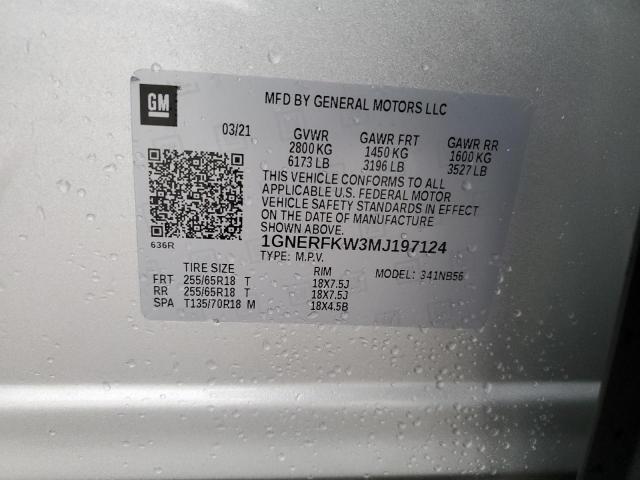 GM
MFD BY GENERAL MOTORS LLC
03/21 GVWR GAWR FRT GAWR RR
2800 KG 1450 KG 1600 KG
6173 LB 3196 LB 3527 LB
THIS VEHICLE CONFORMS TO ALL
APPLICABLE U.S. FEDERAL MOTOR
VEHICLE SAFETY STANDARDS IN EFFECT
ON THE DATE OF MANUFACTURE
SHOWN ABOVE.
636R
1GNERFKW3MJ197124
TYPE: M.P.V. MODEL: 341NB56
TIRE SIZE RIM
FRT 255/65R18 T 18X7.5J
RR 255/65R18 T 18X7.5J
SPA T135/70R18 M 18X4.5B